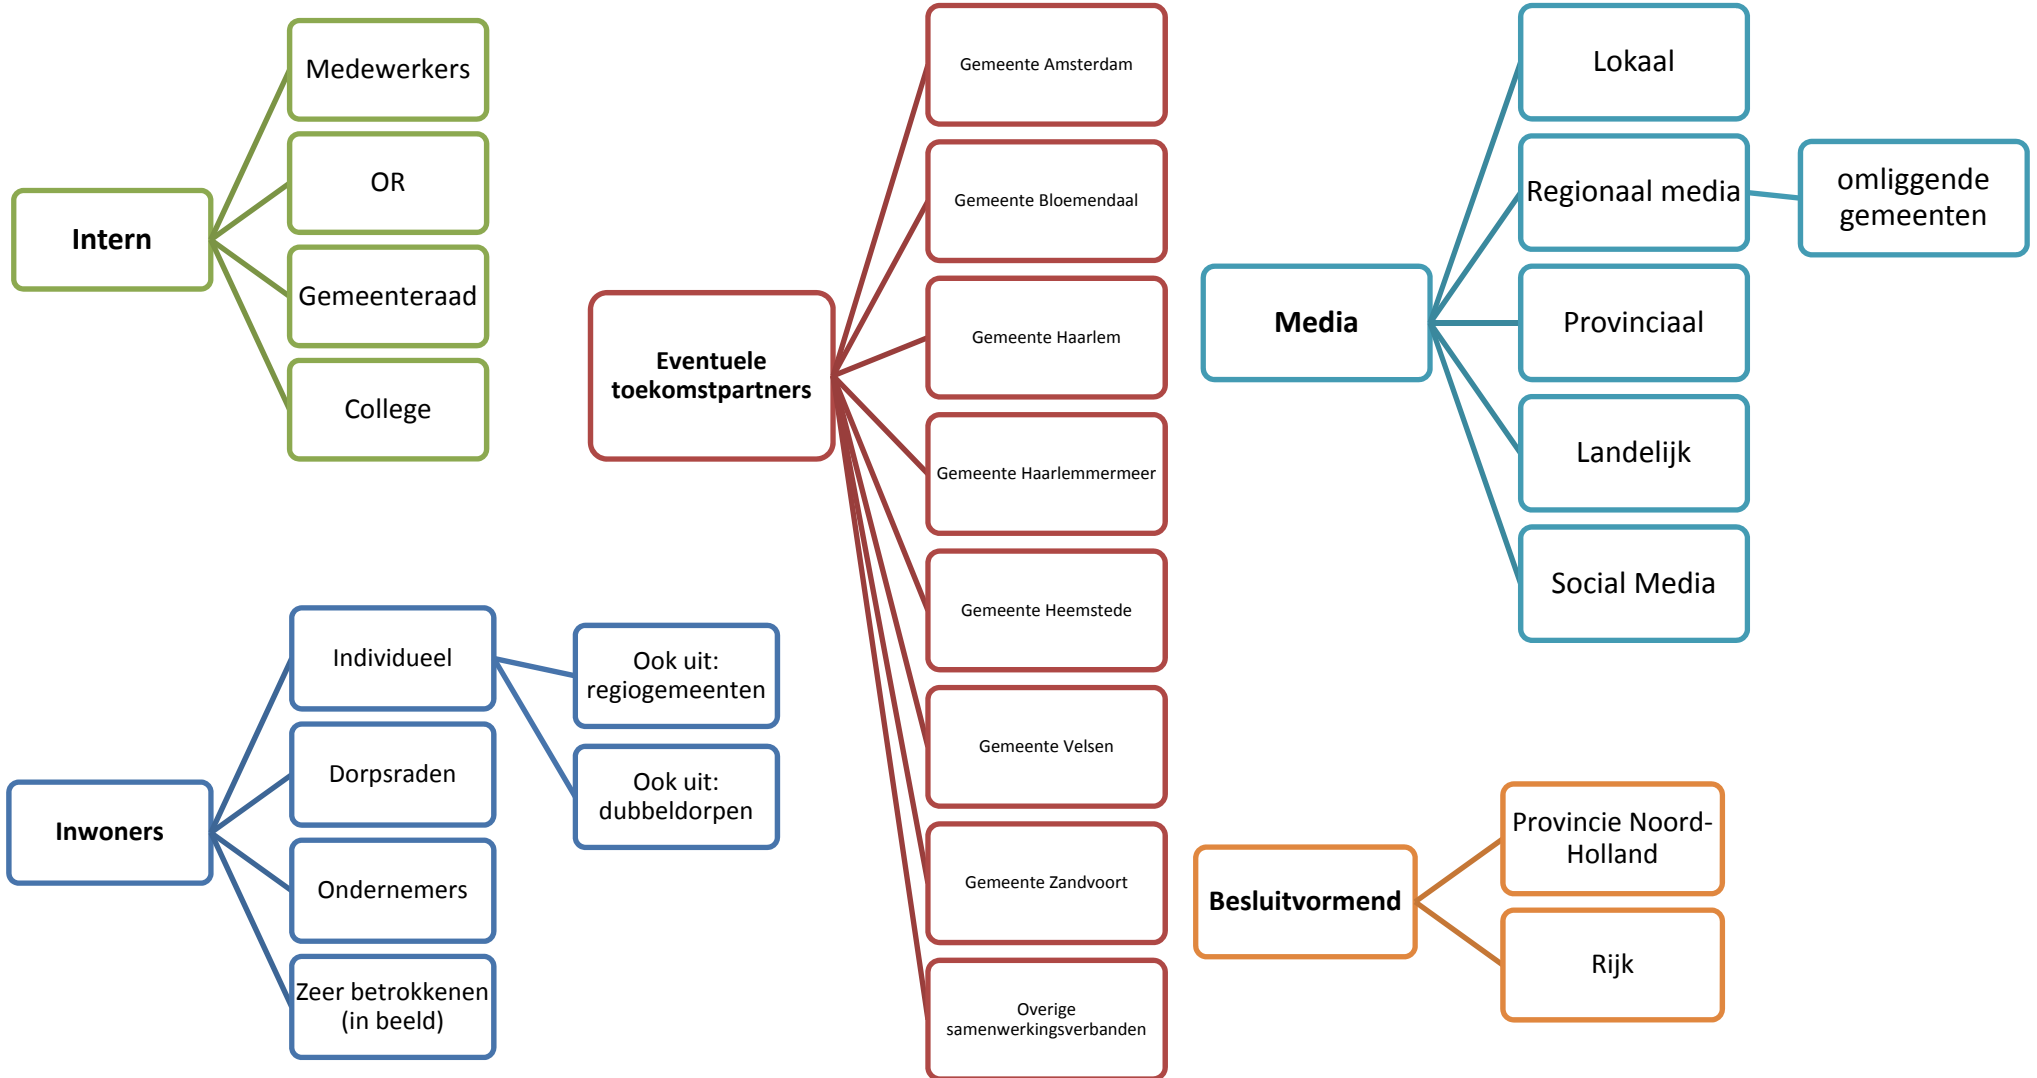 Intern
Medewerkers
OR
Gemeenteraad
College
Inwoners
Individueel
Ook uit:
regiogemeenten
Ook uit:
dubbeldorpen
Dorpsraden
Ondernemers
Zeer betrokkenen
(in beeld)
Eventuele
toekomstpartners
Gemeente Amsterdam
Gemeente Bloemendaal
Gemeente Haarlem
Gemeente Haarlemmermeer
Gemeente Heemstede
Gemeente Velsen
Gemeente Zandvoort
Overige
samenwerkingsverbanden
Media
Lokaal
Regionaal media
omliggende
gemeenten
Provinciaal
Landelijk
Social Media
Besluitvormend
Provincie Noord-
Holland
Rijk